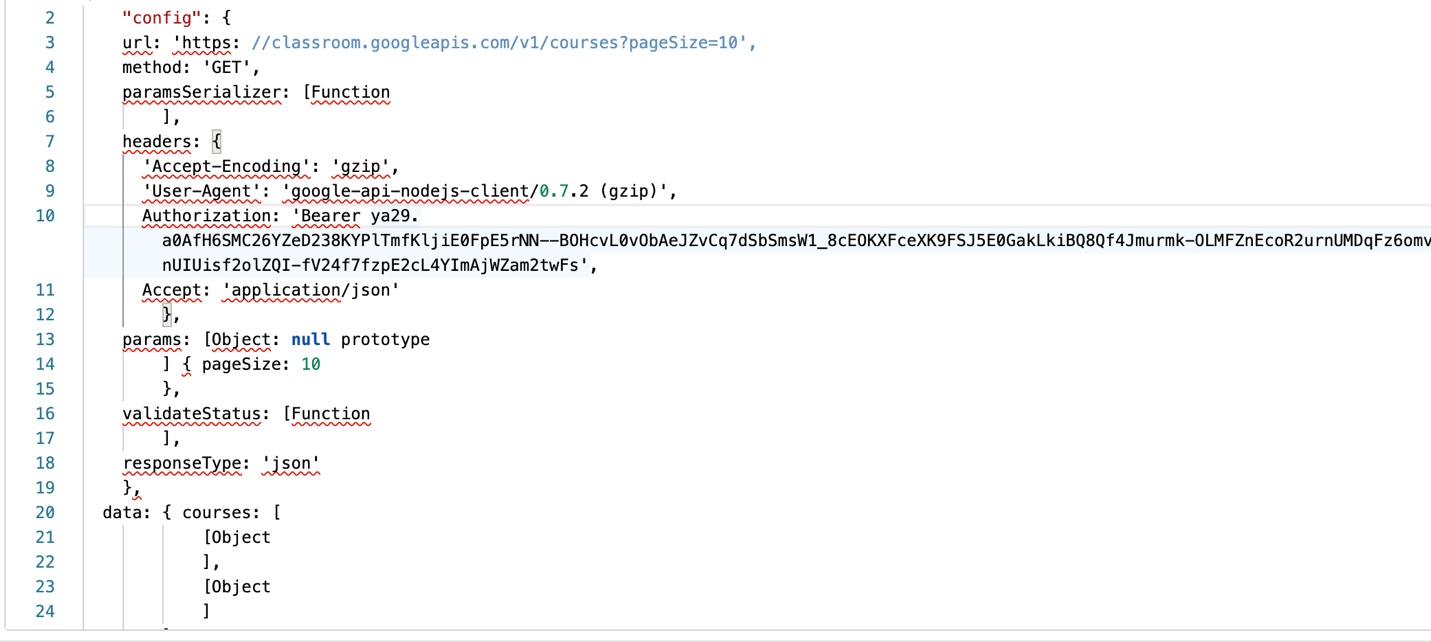 2 "config": {
3 url: 'https: //classroom.googleapis.com/v1/courses?pageSize=10',
4 method: 'GET',
5 paramsSerializer: [Function
6 ],
7 headers: {
8 'Accept-Encoding': 'gzip',
9 'User-Agent': 'google-api-nodejs-client/0.7.2 (gzip)',
10 Authorization: 'Bearer ya29.
a0AfH6SMC26YZeD238KYPlTmfKljiE0FpE5rNN--BOHcvL0vObAeJZvCq7dSbSmsW1_8cEOKXFceXK9FSJ5E0GakLkiBQ8Qf4Jmurmk-OLMFZnEcoR2urnUMDqFz6omv
nUIUisf2olZQI-fV24f7fzpE2cL4YImAjWZam2twFs',
11 Accept: 'application/json'
12 },
13 params: [Object: null prototype
14 ] { pageSize: 10
15 },
16 validateStatus: [Function
17 ],
18 responseType: 'json'
19 },
20 data: { courses: [
21 [Object
22 ],
23 [Object
24 ]